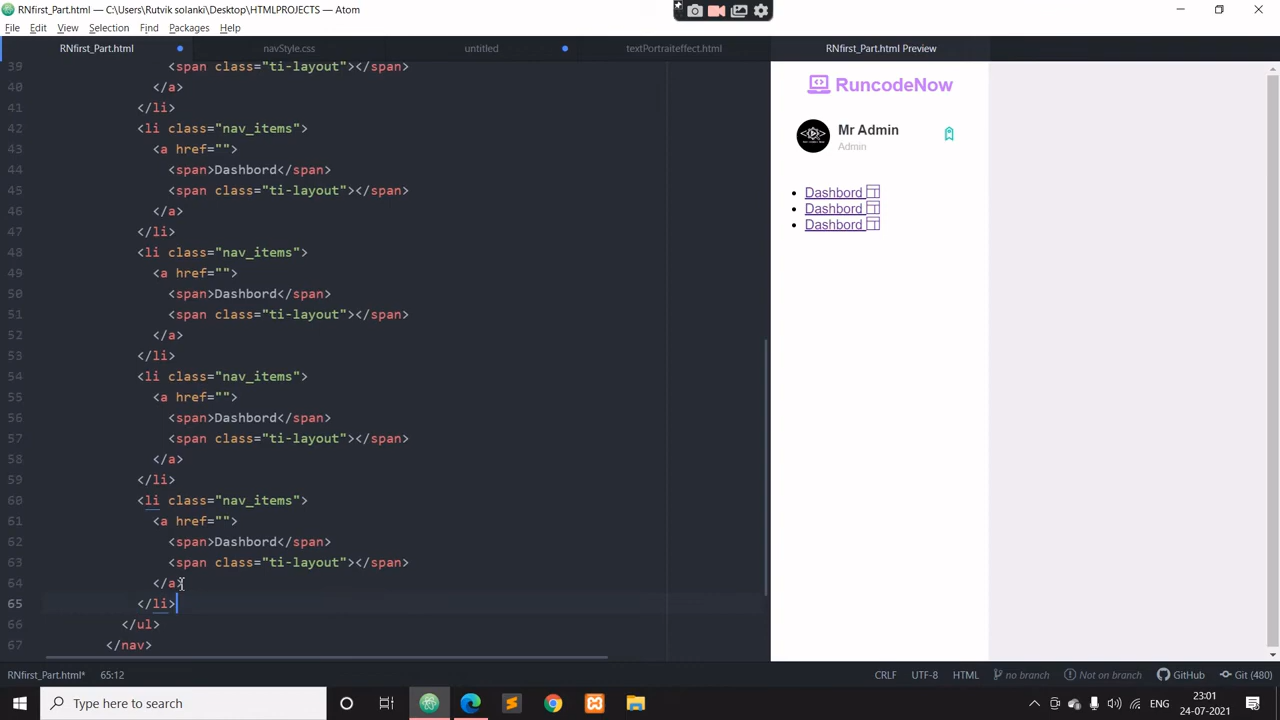 RNfirst_Part.html — C:\Users\Rutvik solanki\Desktop\HTMLPROJECTS — Atom
File Edit View Selection Find Packages Help
RNfirst_Part.html navStyle.css untitled textPortraiteffect.html RNfirst_Part.html Preview
39 <span class="ti-layout"></span>
40 </a>
41 </li>
42 <li class="nav_items">
43 <a href="">
44 <span>Dashbord</span>
45 <span class="ti-layout"></span>
46 </a>
47 </li>
48 <li class="nav_items">
49 <a href="">
50 <span>Dashbord</span>
51 <span class="ti-layout"></span>
52 </a>
53 </li>
54 <li class="nav_items">
55 <a href="">
56 <span>Dashbord</span>
57 <span class="ti-layout"></span>
58 </a>
59 </li>
60 <li class="nav_items">
61 <a href="">
62 <span>Dashbord</span>
63 <span class="ti-layout"></span>
64 </a>
65 </li>
66 </ul>
67 </nav>
RuncodeNow
Mr Admin
Admin
Dashbord
Dashbord
Dashbord
RNfirst_Part.html* 65:12 CRLF UTF-8 HTML no branch Not on branch GitHub Git (480)
Type here to search
ENG
23:01
24-07-2021